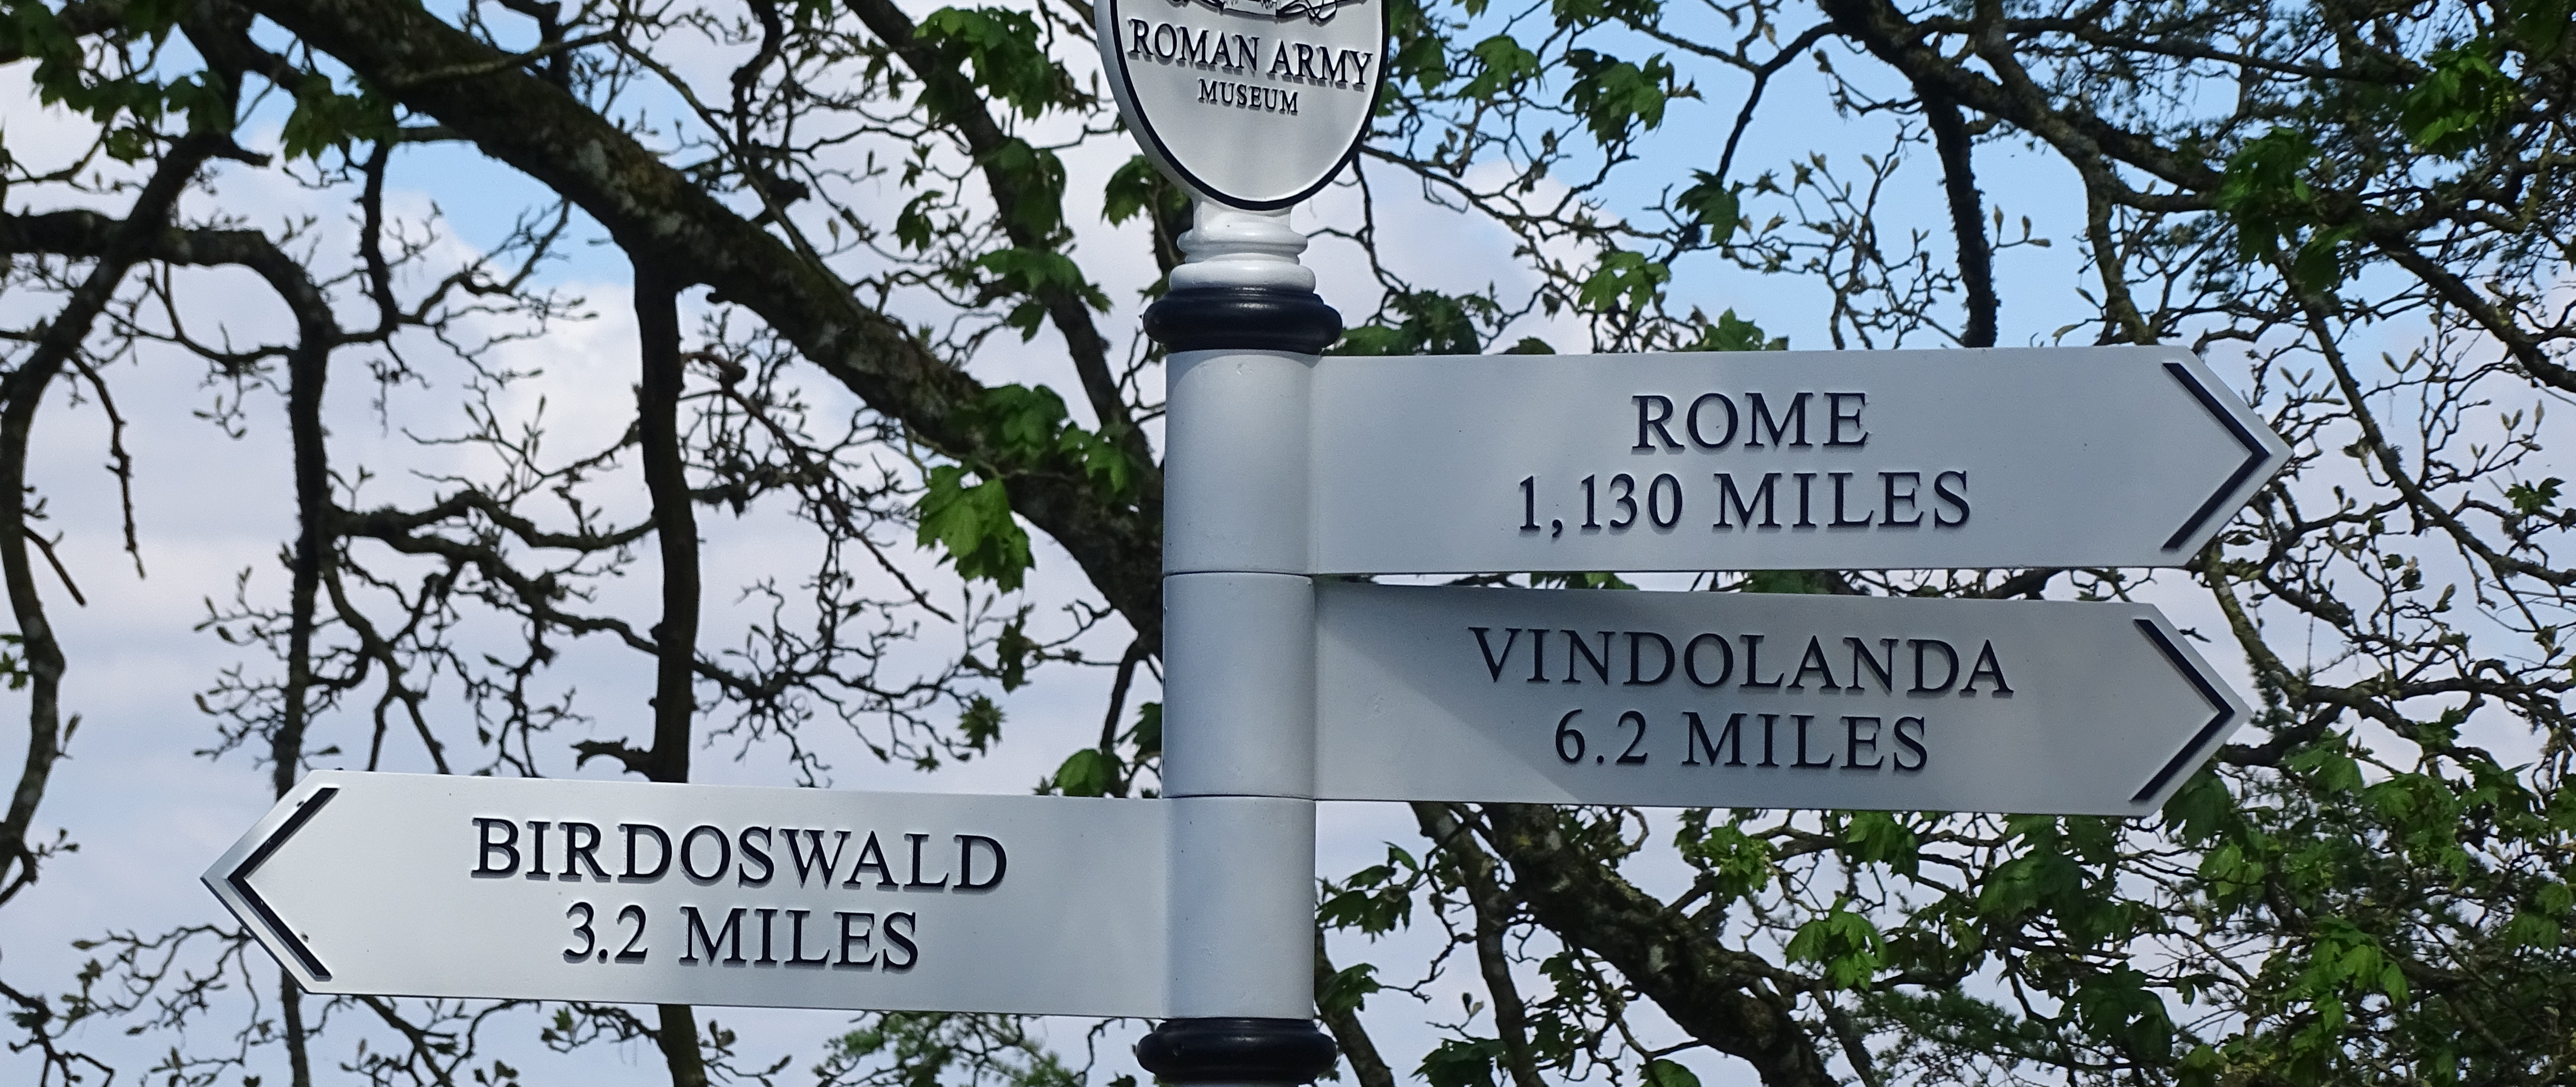 ROMAN ARMY
MUSEUM
ROME
1,130 MILES
VINDOLANDA
6.2 MILES
BIRDOSWALD
3.2 MILES